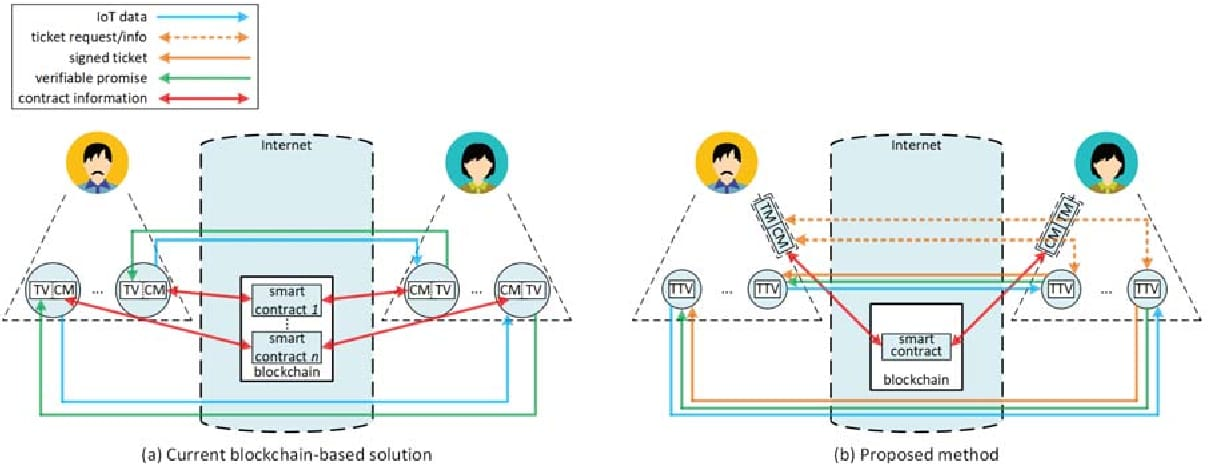 IoT data
ticket request/info
signed ticket
verifiable promise
contract information
Internet
TV CM
...
TV CM
smart
contract 1
smart
contract n
blockchain
CM TV
...
CM TV
(a) Current blockchain-based solution
Internet
TM CM
CM TM
TTV
...
TTV
smart
contract
blockchain
TTV
...
TTV
(b) Proposed method